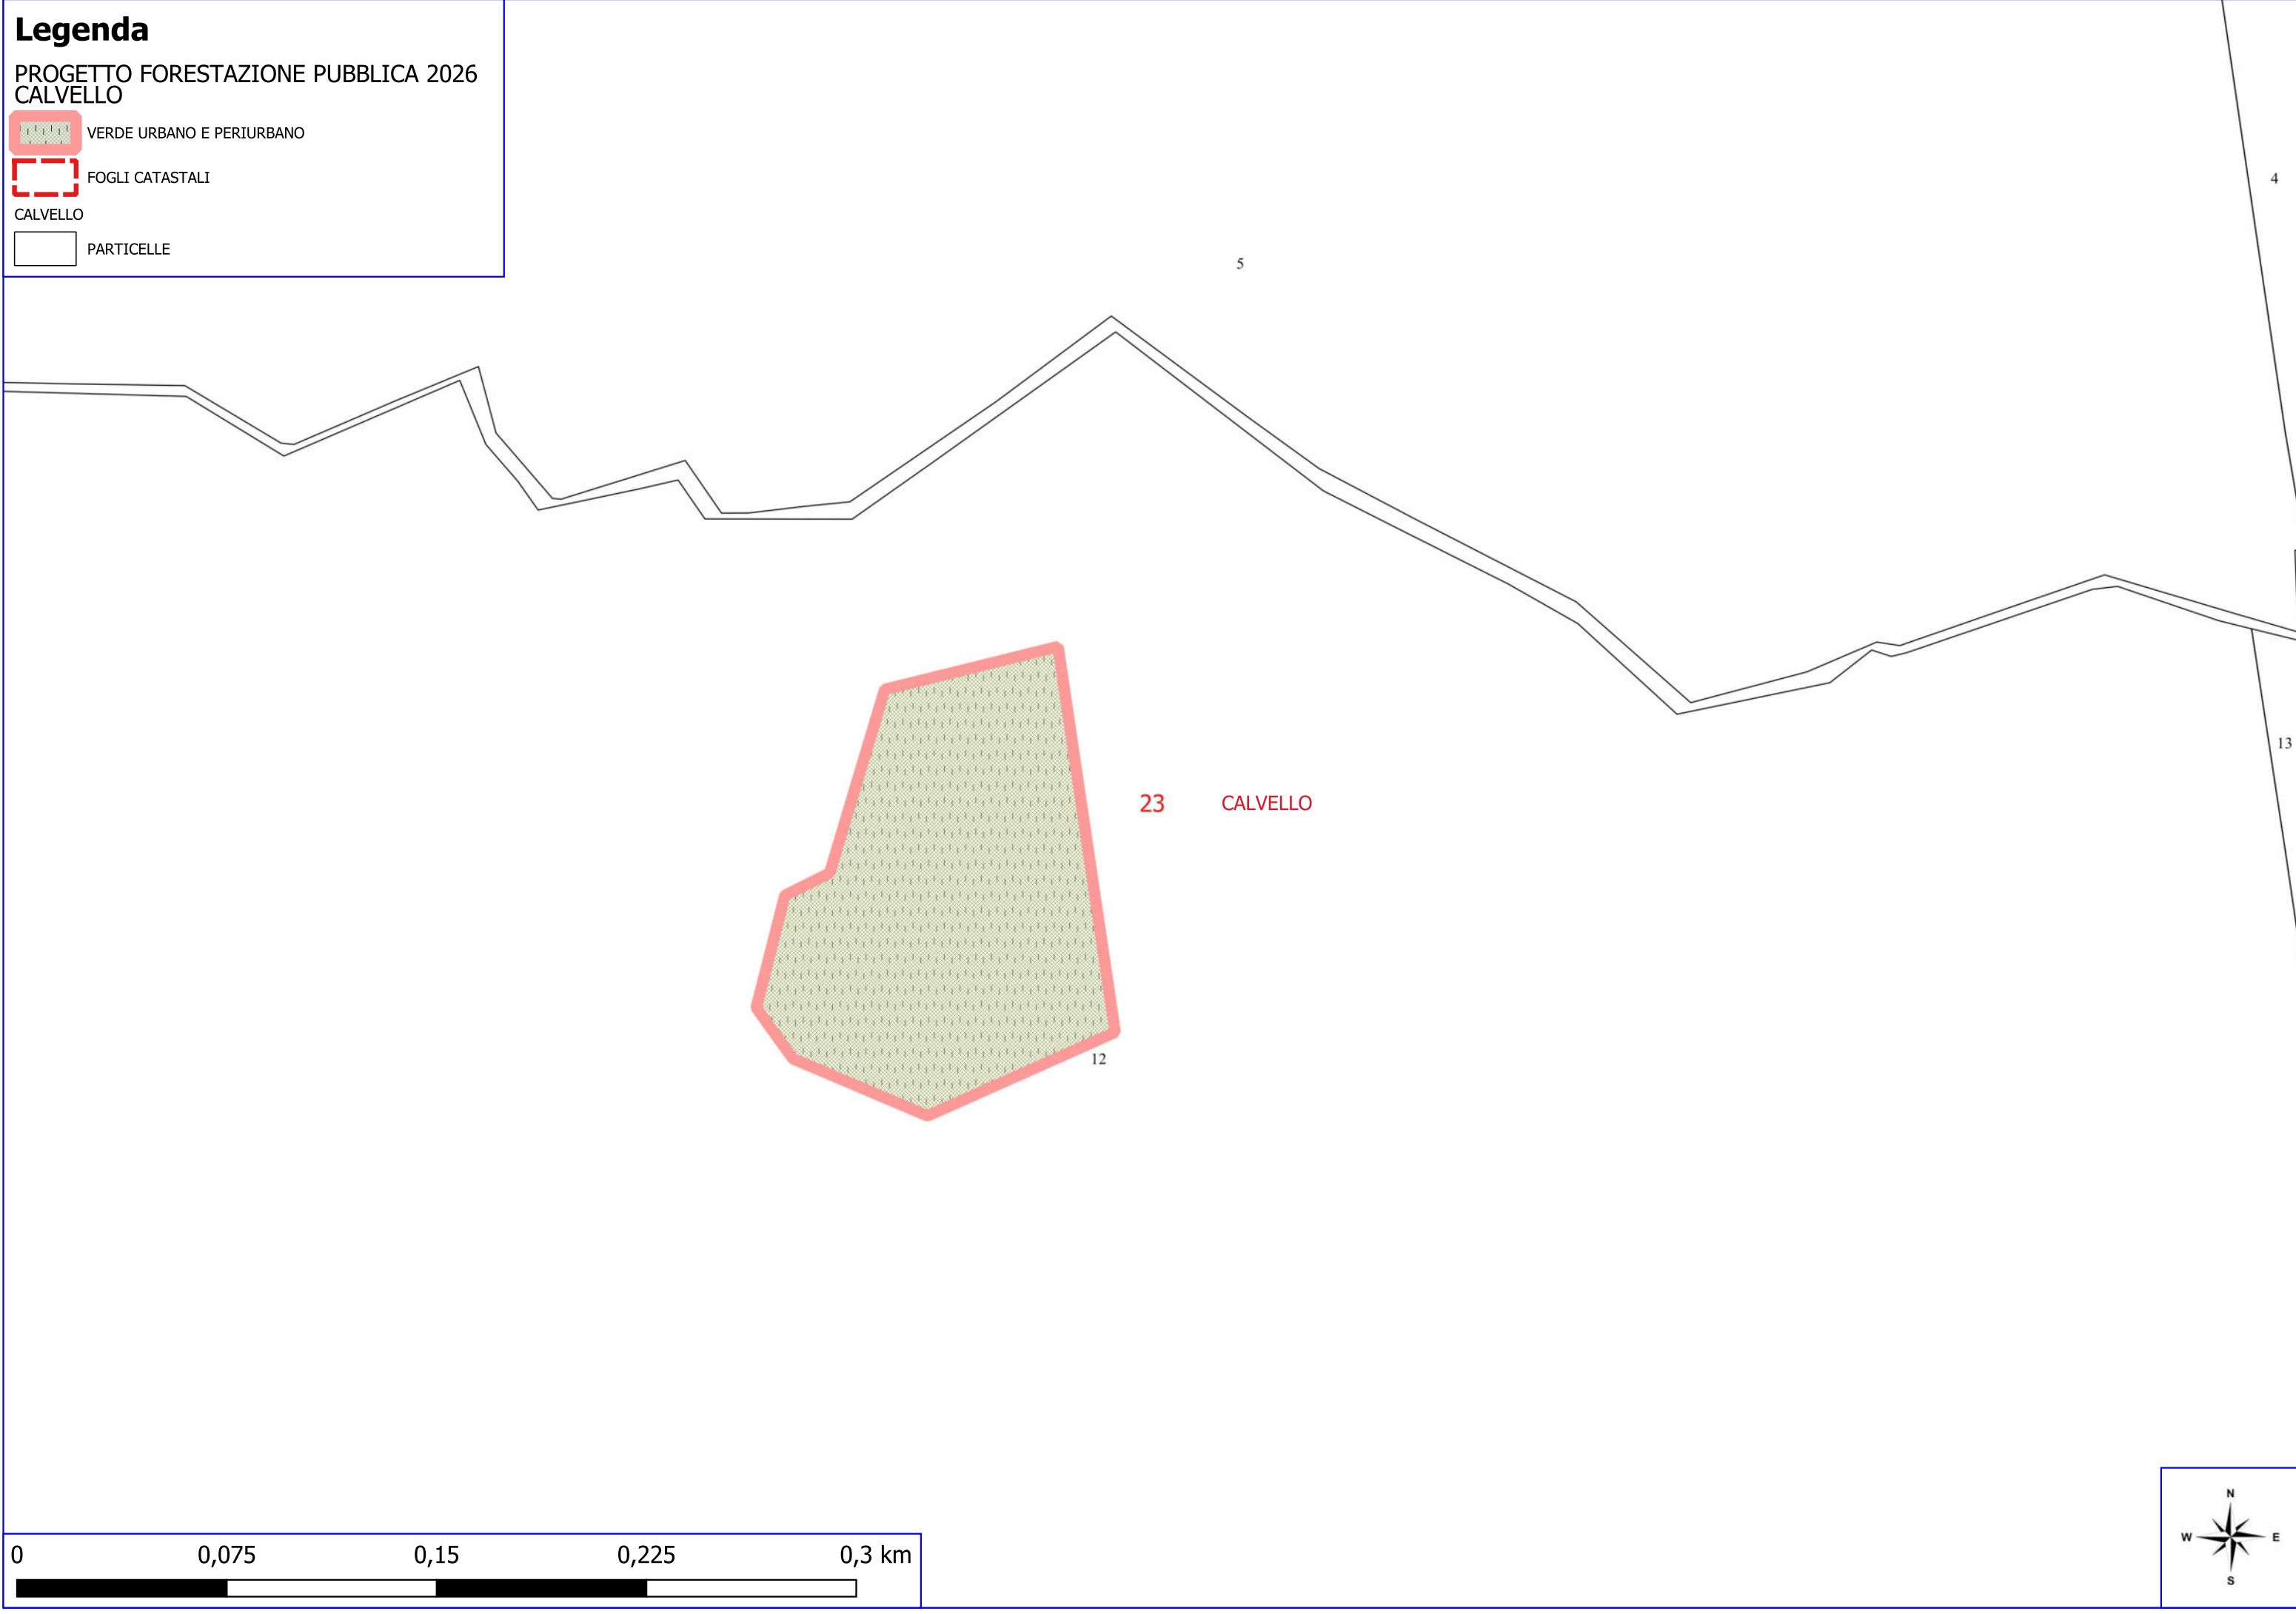 Legenda
PROGETTO FORESTAZIONE PUBBLICA 2026
CALVELLO
VERDE URBANO E PERIURBANO
FOGLI CATASTALI
CALVELLO
PARTICELLE
4
5
13
23 CALVELLO
12
0 0,075 0,15 0,225 0,3 km
N
W E
S